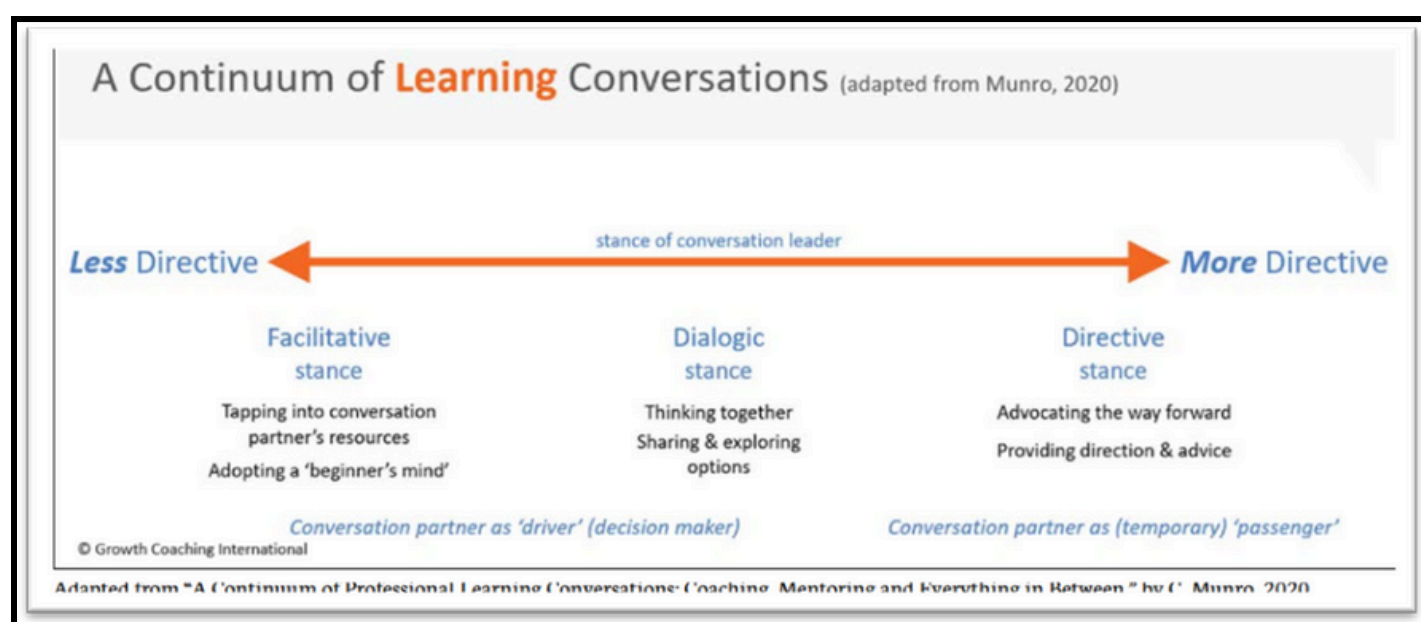 A Continuum of Learning Conversations (adapted from Munro, 2020)
stance of conversation leader
Less Directive
More Directive
Facilitative
stance
Tapping into conversation
partner's resources
Adopting a 'beginner's mind'
Dialogic
stance
Thinking together
Sharing & exploring
options
Directive
stance
Advocating the way forward
Providing direction & advice
Conversation partner as 'driver' (decision maker)
Conversation partner as (temporary) 'passenger'
© Growth Coaching International
Adapted from "A Continuum of Professional Learning Conversations: Coaching, Mentoring and Everything in Between," by C. Munro, 2020